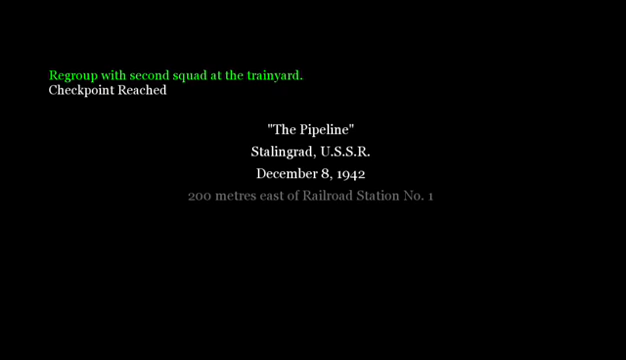 Regroup with second squad at the trainyard.
Checkpoint Reached
"The Pipeline"
Stalingrad, U.S.S.R.
December 8, 1942
200 metres east of Railroad Station No. 1